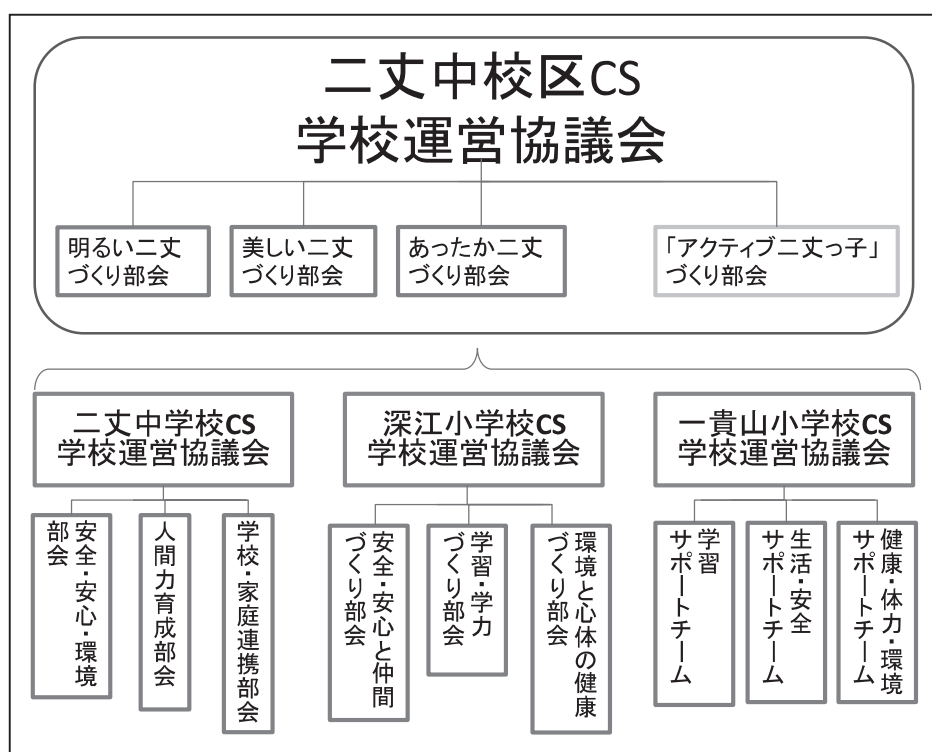 二丈中校区CS
学校運営協議会
明るい二丈
づくり部会
美しい二丈
づくり部会
あったか二丈
づくり部会
「アクティブ二丈っ子」
づくり部会
二丈中学校CS
学校運営協議会
深江小学校CS
学校運営協議会
一貴山小学校CS
学校運営協議会
安全・安心・環境
部会
人間力育成部会
学校・家庭連携部会
安全・安心と仲間
づくり部会
学習・学力
づくり部会
環境と心体の健康
づくり部会
学習
サポートチーム
生活・安全
サポートチーム
健康・体力・環境
サポートチーム